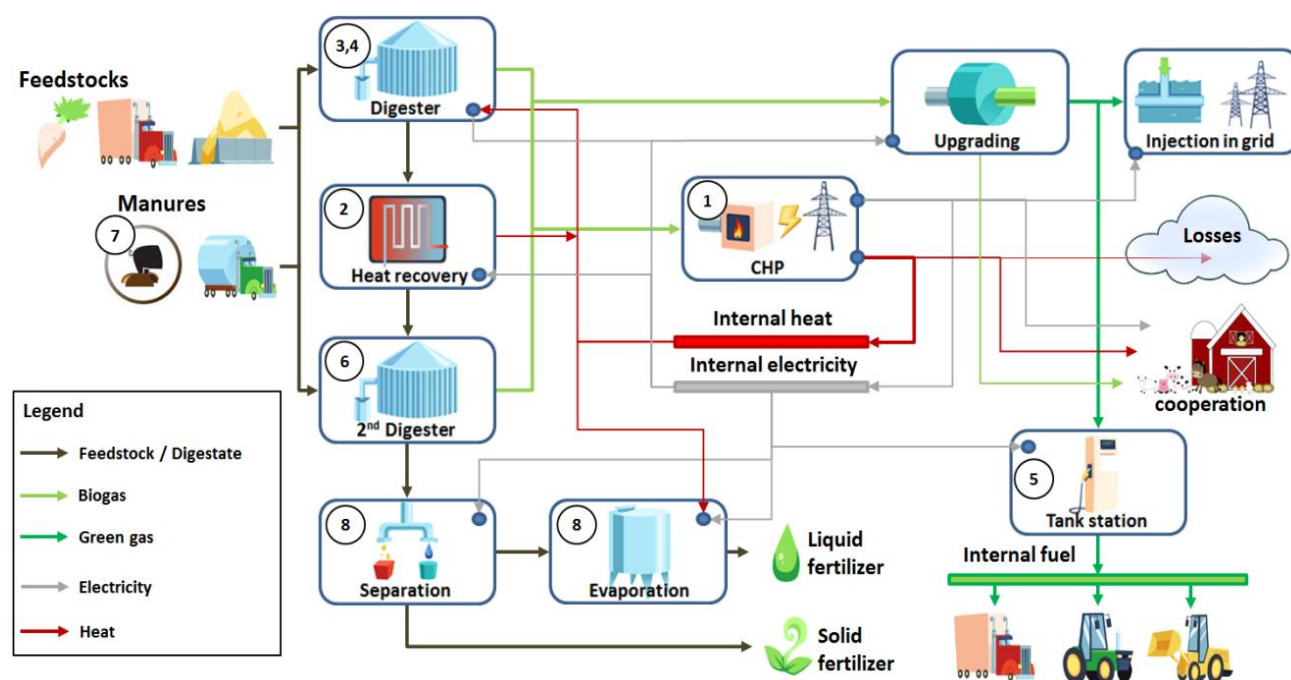 Feedstocks
Manures
7
3,4
Digester
2
Heat recovery
6
2nd Digester
8
Separation
8
Evaporation
1
CHP
Internal heat
Internal electricity
Upgrading
Injection in grid
Losses
cooperation
5
Tank station
Internal fuel
Liquid
fertilizer
Solid
fertilizer
Legend
Feedstock / Digestate
Biogas
Green gas
Electricity
Heat